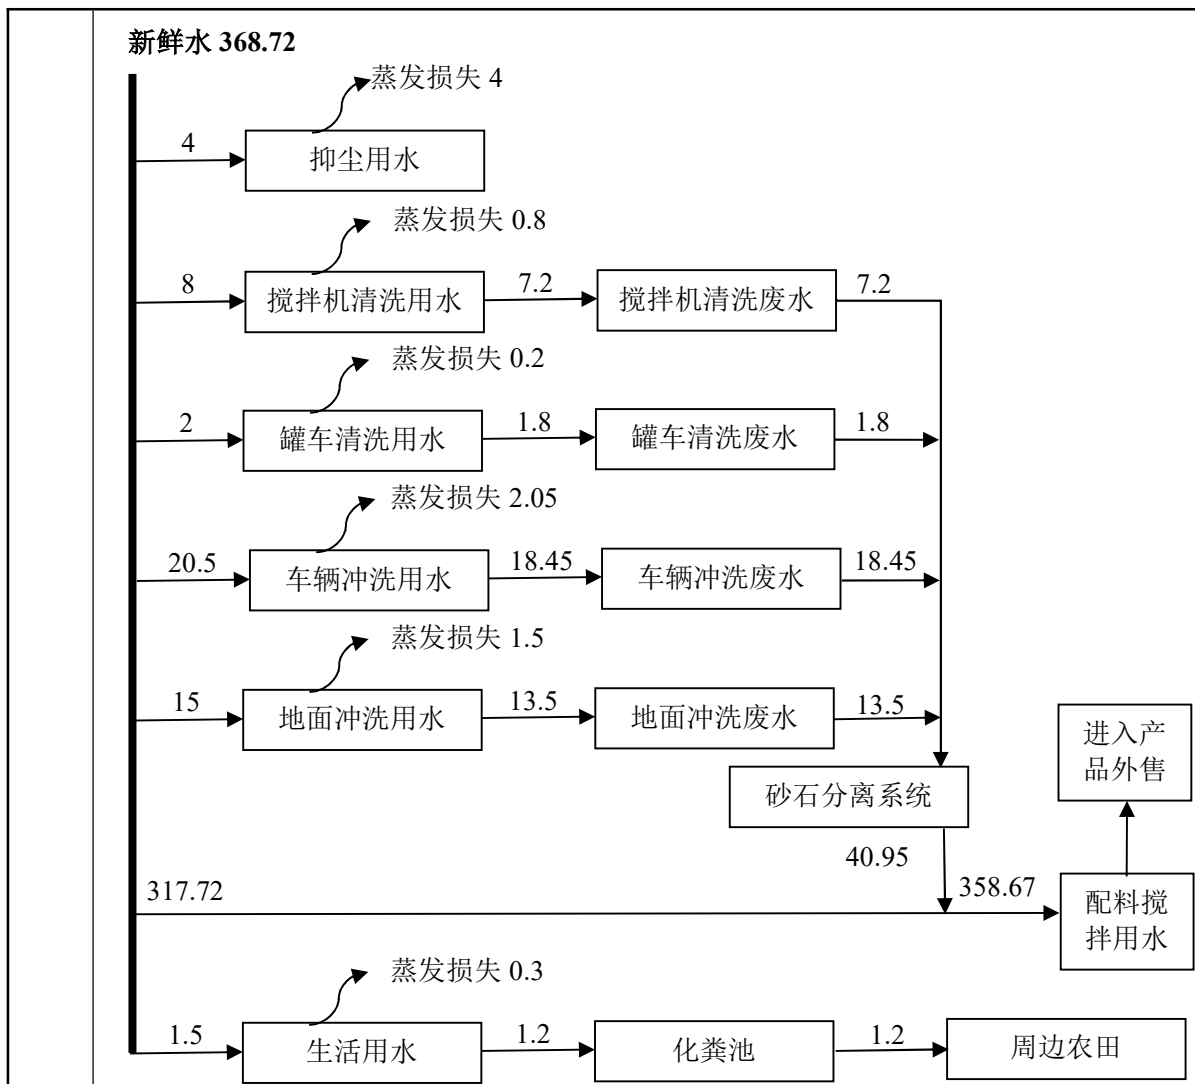 新鲜水 368.72
蒸发损失 4
4
抑尘用水
蒸发损失 0.8
8
搅拌机清洗用水
7.2
搅拌机清洗废水
7.2
蒸发损失 0.2
2
罐车清洗用水
1.8
罐车清洗废水
1.8
蒸发损失 2.05
20.5
车辆冲洗用水
18.45
车辆冲洗废水
18.45
蒸发损失 1.5
15
地面冲洗用水
13.5
地面冲洗废水
13.5
进入产
品外售
砂石分离系统
40.95
317.72
358.67
配料搅
拌用水
蒸发损失 0.3
1.5
生活用水
1.2
化粪池
1.2
周边农田